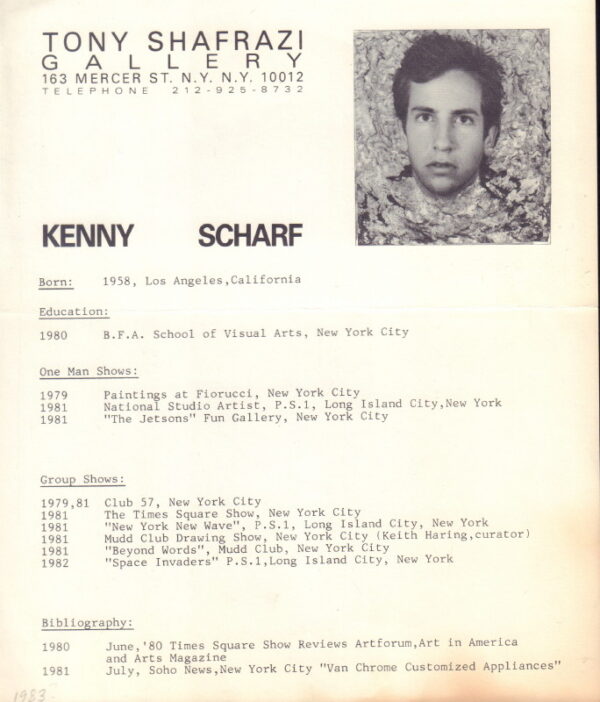 TONY SHAFRAZI
GALLERY
163 MERCER ST. N.Y. N.Y. 10012
TELEPHONE 212-925-8732
KENNY SCHARF
Born: 1958, Los Angeles,California
Education:
1980 B.F.A. School of Visual Arts, New York City
One Man Shows:
1979 Paintings at Fiorucci, New York City
1981 National Studio Artist, P.S.1, Long Island City,New York
1981 "The Jetsons" Fun Gallery, New York City
Group Shows:
1979,81 Club 57, New York City
1981 The Times Square Show, New York City
1981 "New York New Wave", P.S.1, Long Island City, New York
1981 Mudd Club Drawing Show, New York City (Keith Haring,curator)
1981 "Beyond Words", Mudd Club, New York City
1982 "Space Invaders" P.S.1,Long Island City, New York
Bibliography:
1980 June,'80 Times Square Show Reviews Artforum,Art in America
and Arts Magazine
1981 July, Soho News,New York City "Van Chrome Customized Appliances"
1983